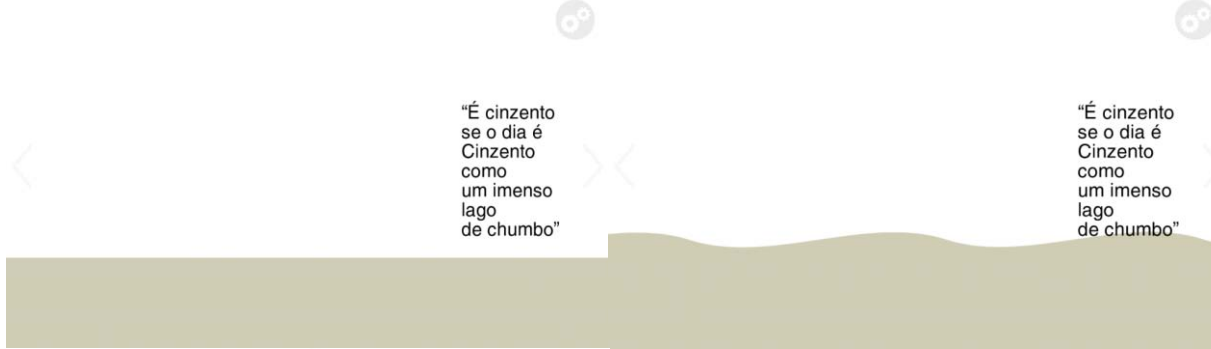 “É cinzento
se o dia é
Cinzento
como
um imenso
lago
de chumbo”
“É cinzento
se o dia é
Cinzento
como
um imenso
lago
de chumbo”